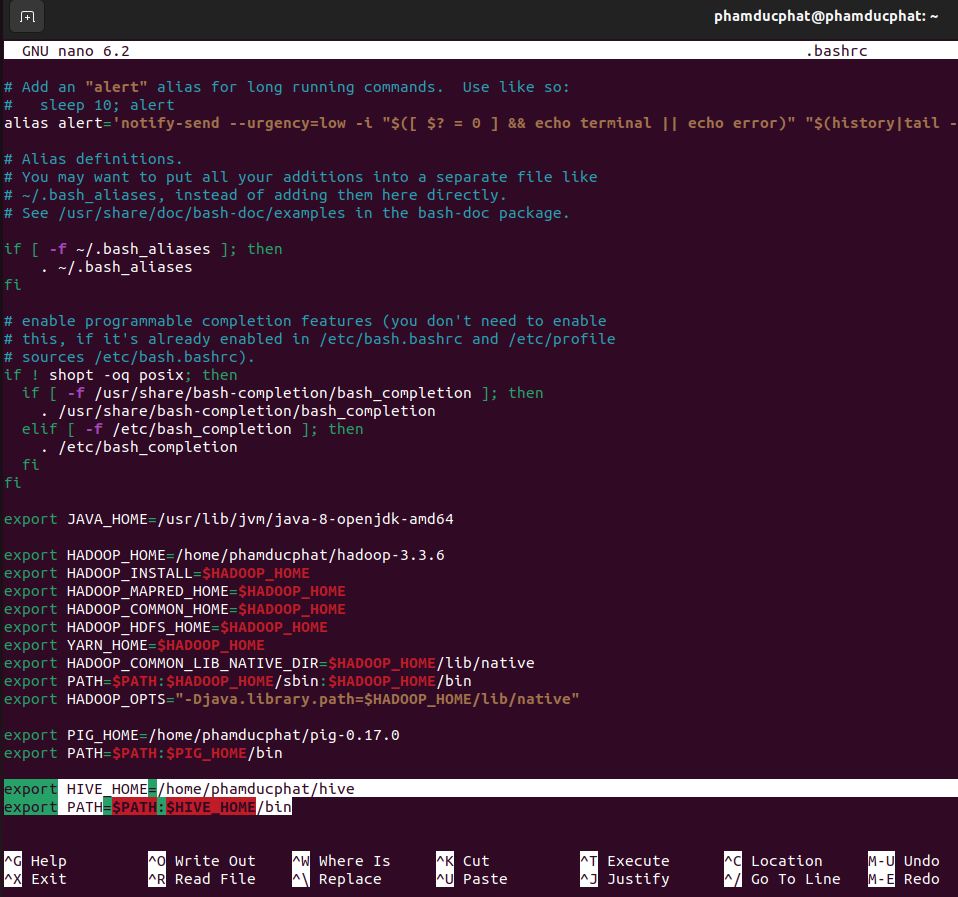 phamducphat@phamducphat: ~
GNU nano 6.2 .bashrc
# Add an "alert" alias for long running commands.  Use like so:
#   sleep 10; alert
alias alert='notify-send --urgency=low -i "$([ $? = 0 ] && echo terminal || echo error)" "$(history|tail -
# Alias definitions.
# You may want to put all your additions into a separate file like
# ~/.bash_aliases, instead of adding them here directly.
# See /usr/share/doc/bash-doc/examples in the bash-doc package.
if [ -f ~/.bash_aliases ]; then
    . ~/.bash_aliases
fi
# enable programmable completion features (you don't need to enable
# this, if it's already enabled in /etc/bash.bashrc and /etc/profile
# sources /etc/bash.bashrc).
if ! shopt -oq posix; then
  if [ -f /usr/share/bash-completion/bash_completion ]; then
    . /usr/share/bash-completion/bash_completion
  elif [ -f /etc/bash_completion ]; then
    . /etc/bash_completion
  fi
fi
export JAVA_HOME=/usr/lib/jvm/java-8-openjdk-amd64
export HADOOP_HOME=/home/phamducphat/hadoop-3.3.6
export HADOOP_INSTALL=$HADOOP_HOME
export HADOOP_MAPRED_HOME=$HADOOP_HOME
export HADOOP_COMMON_HOME=$HADOOP_HOME
export HADOOP_HDFS_HOME=$HADOOP_HOME
export YARN_HOME=$HADOOP_HOME
export HADOOP_COMMON_LIB_NATIVE_DIR=$HADOOP_HOME/lib/native
export PATH=$PATH:$HADOOP_HOME/sbin:$HADOOP_HOME/bin
export HADOOP_OPTS="-Djava.library.path=$HADOOP_HOME/lib/native"
export PIG_HOME=/home/phamducphat/pig-0.17.0
export PATH=$PATH:$PIG_HOME/bin
export HIVE_HOME=/home/phamducphat/hive
export PATH=$PATH:$HIVE_HOME/bin
^G Help ^O Write Out ^W Where Is ^K Cut ^T Execute ^C Location M-U Undo
^X Exit ^R Read File ^\ Replace ^U Paste ^J Justify ^/ Go To Line M-E Redo